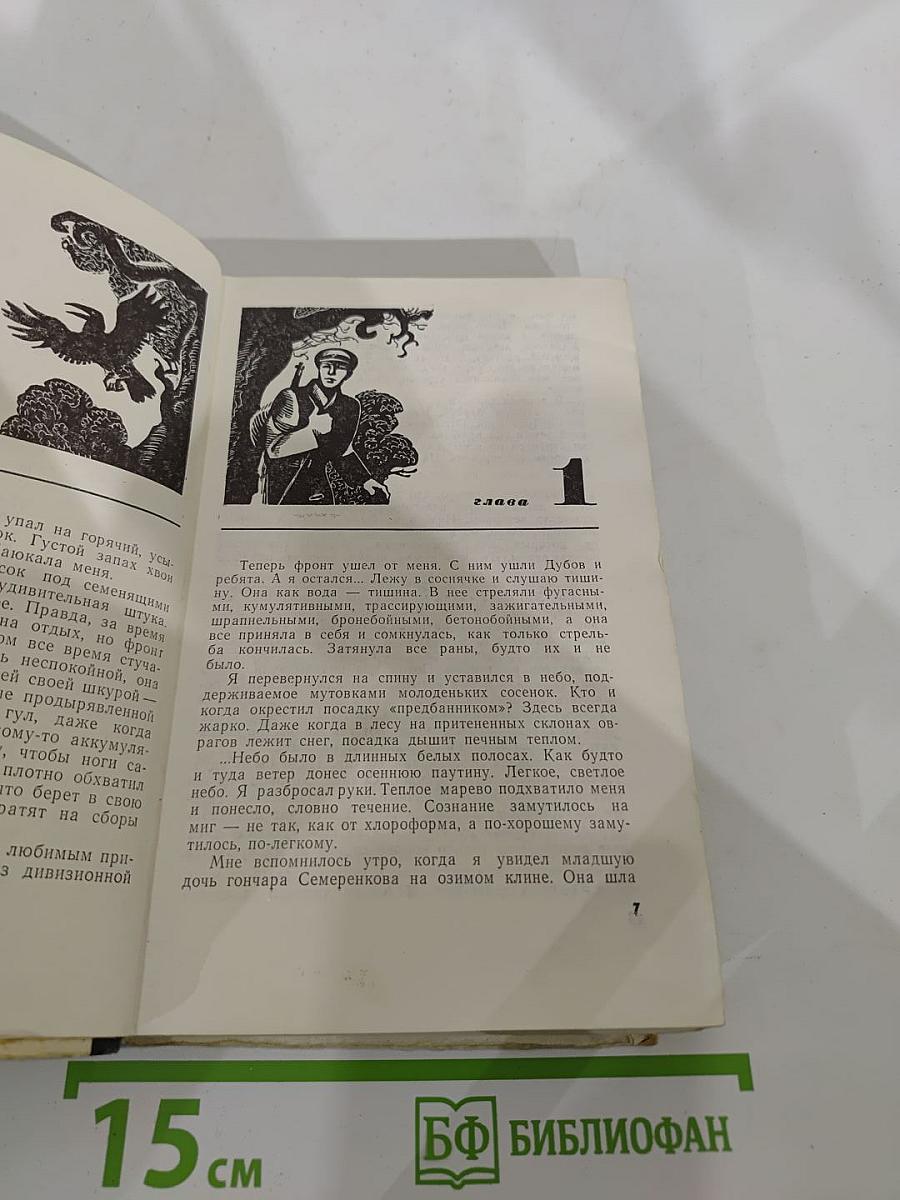 упал на горячий, усы-
ок. Густой запах хвои
аюкала меня.
сок под семенящими
удивительная штука.
е. Правда, за время
на отдых, но фронт
ом все время стуча-
ь неспокойной, она
ей своей шкурой —
ые продырявленной
гул, даже когда
кому-то аккумуля-
у, чтобы ноги са-
плотно обхватил
что берет в свою
ратят на сборы
любимым при-
з дивизионной
глава 1
Теперь фронт ушел от меня. С ним ушли Дубов и
ребята. А я остался... Лежу в соснячке и слушаю тиши-
ну. Она как вода — тишина. В нее стреляли фугасны-
ми, кумулятивными, трассирующими, зажигательными,
шрапнельными, бронебойными, бетонобойными, а она
все приняла в себя и сомкнулась, как только стрель-
ба кончилась. Затянула все раны, будто их и не
было.
Я перевернулся на спину и уставился в небо, под-
держиваемое мутовками молоденьких сосенок. Кто и
когда окрестил посадку «предбанником»? Здесь всегда
жарко. Даже когда в лесу на притененных склонах ов-
рагов лежит снег, посадка дышит печным теплом.
...Небо было в длинных белых полосах. Как будто
и туда ветер донес осеннюю паутину. Легкое, светлое
небо. Я разбросал руки. Теплое марево подхватило меня
и понесло, словно течение. Сознание замутилось на
миг — не так, как от хлороформа, а по-хорошему заму-
тилось, по-легкому.
Мне вспомнилось утро, когда я увидел младшую
дочь гончара Семеренкова на озимом клине. Она шла
7
15 см
БФ БИБЛИОФАН